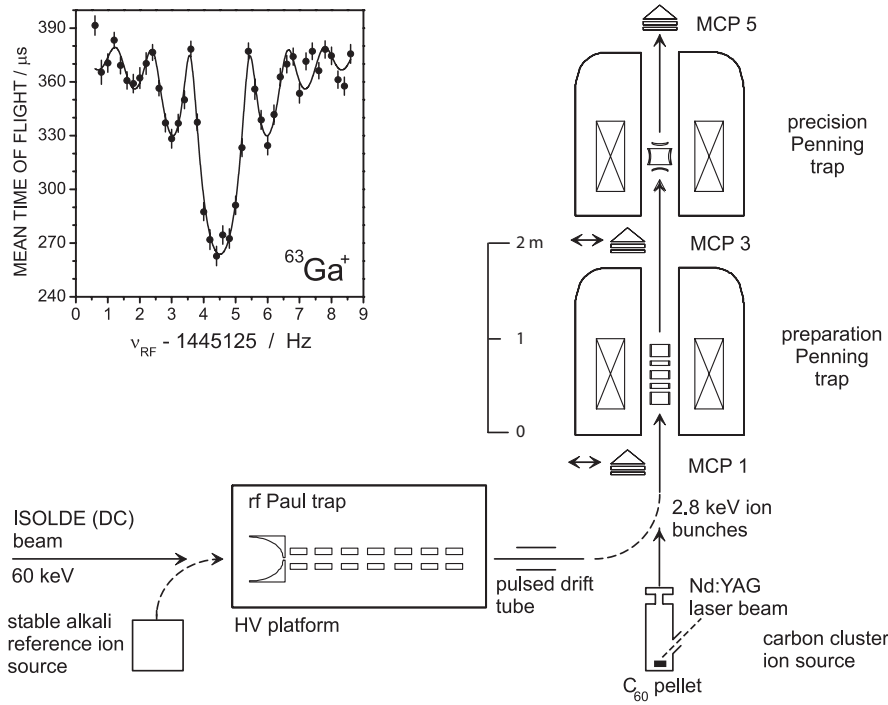 390
360
330
300
270
240
MEAN TIME OF FLIGHT / μs
63Ga+
0 1 2 3 4 5 6 7 8 9
νRF - 1445125 / Hz
MCP 5
precision
Penning
trap
2 m
MCP 3
1
preparation
Penning
trap
0
MCP 1
ISOLDE (DC)
beam
60 keV
rf Paul trap
HV platform
stable alkali
reference ion
source
pulsed drift
tube
2.8 keV ion
bunches
Nd:YAG
laser beam
carbon cluster
ion source
C60 pellet